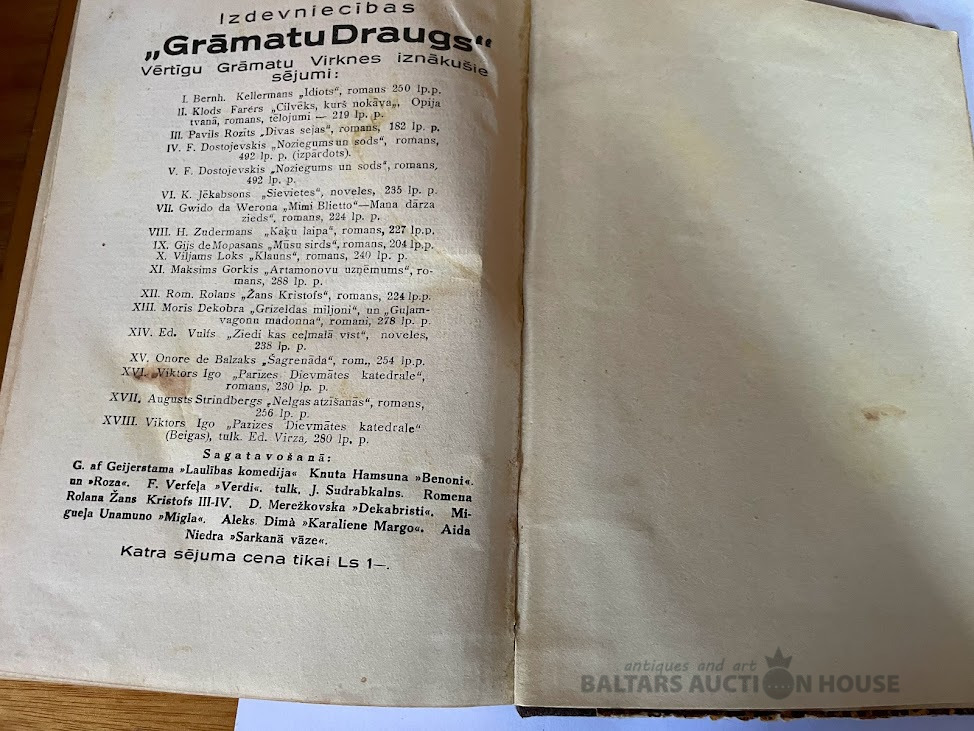 Izdevniecības
„Grāmatu Draugs“
Vērtīgu Grāmatu Virknes iznākušie
sējumi:
I. Bernh. Kellermans „Idiots“, romans 250 lp.p.
II. Klods Farērs „Cilvēks, kurš nokāva„. Opija
tvanā, romans, tēlojumi — 219 lp. p.
III. Pavils Rozīts „Divas sejas“, romans, 182 lp. p.
IV. F. Dostojevskis „Noziegums un sods“, romans,
492 lp. p. (izpārdots).
V. F. Dostojevskis „Noziegums un sods“, romans,
492 lp. p.
VI. K. Jēkabsons „Sievietes“, noveles, 235 lp. p.
VII. Gwido da Werona „Mimi Blietto“—Mana dārza
zieds“, romans, 224 lp. p.
VIII. H. Zudermans „Kaķu laipa“, romans, 227 lp.p.
IX. Gijs de Mopasans „Mūsu sirds“, romans, 204 lp.p.
X. Viljams Loks „Klauns“, romans, 240 lp. p.
XI. Maksims Gorkis „Artamonovu uzņēmums“, ro-
mans, 288 lp. p.
XII. Rom. Rolans „Žans Kristofs“, romans, 224 lp.p.
XIII. Moris Dekobra „Grizeldas miljoni“, un „Guļam-
vagonu madonna“, romani, 278 lp. p.
XIV. Ed. Vulfs „Ziedi kas ceļmalā vīst“, noveles,
238 lp. p.
XV. Onore de Balzaks „Šagrenāda“, rom., 254 lp.p.
XVI. Viktors Igo „Parīzes Dievmātes katedrale“,
romans, 230 lp. p.
XVII. Augusts Strindbergs „Neļgas atzīšanās“, romans,
256 lp. p.
XVIII. Viktors Igo „Parīzes Dievmātes katedrale“
(Beigas), tulk. Ed. Virza, 280 lp. p.
Sagatavošanā:
G. af Geijerstama »Laulības komedija« Knuta Hamsuna »Benoni«.
un »Roza«. F. Verfeļa »Verdi«. tulk. J. Sudrabkalns. Romena
Rolana Žans Kristofs III-IV. D. Merežkovska »Dekabristi«. Mi-
gueļa Unamuno »Migla«. Aleks. Dimà »Karaliene Margo«. Aida
Niedra »Sarkanā vāze«.
Katra sējuma cena tikai Ls 1—.
antiques and art
BALTARS AUCTION HOUSE